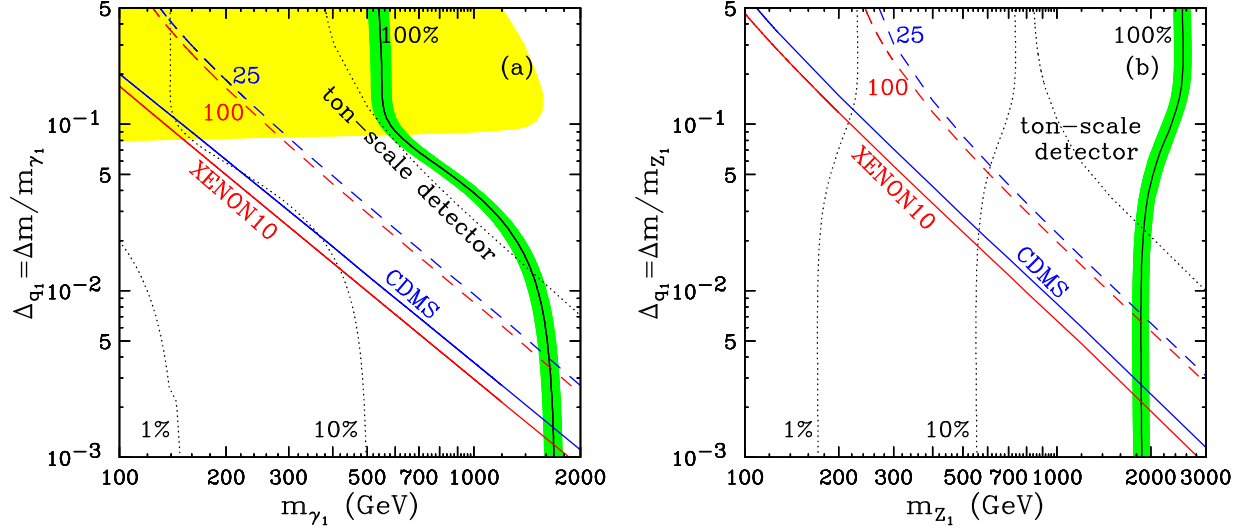 5
10⁻¹
5
10⁻²
5
10⁻³
Δq₁=Δm/mγ₁
100%
(a)
25
100
ton-scale detector
XENON10
CDMS
1%
10%
100 200 300 500 1000 2000
mγ₁ (GeV)
5
10⁻¹
5
10⁻²
5
10⁻³
Δq₁=Δm/mZ₁
25
100%
(b)
100
ton-scale
detector
XENON10
CDMS
1%
10%
100 200 300 500 1000 2000 3000
mZ₁ (GeV)